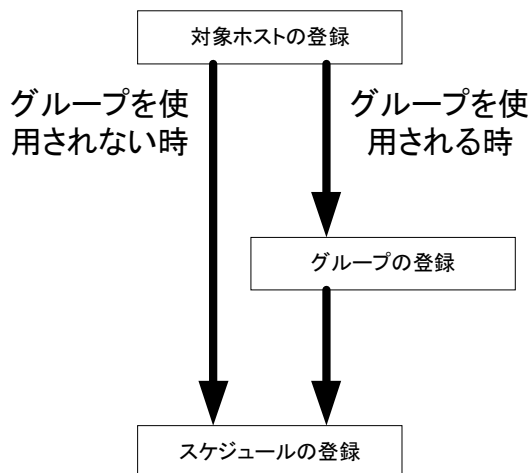 対象ホストの登録
グループを使
用されない時
グループを使
用される時
グループの登録
スケジュールの登録